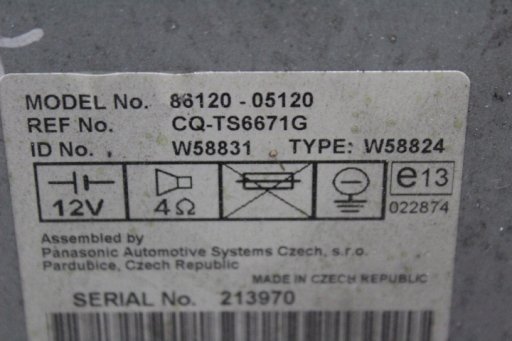 MODEL No. 86120 - 05120
REF No. CQ-TS6671G
ID No. W58831 TYPE: W58824
12V 4Ω e13
022874
Assembled by
Panasonic Automotive Systems Czech, s.r.o.
Pardubice, Czech Republic
MADE IN CZECH REPUBLIC
SERIAL No. 213970